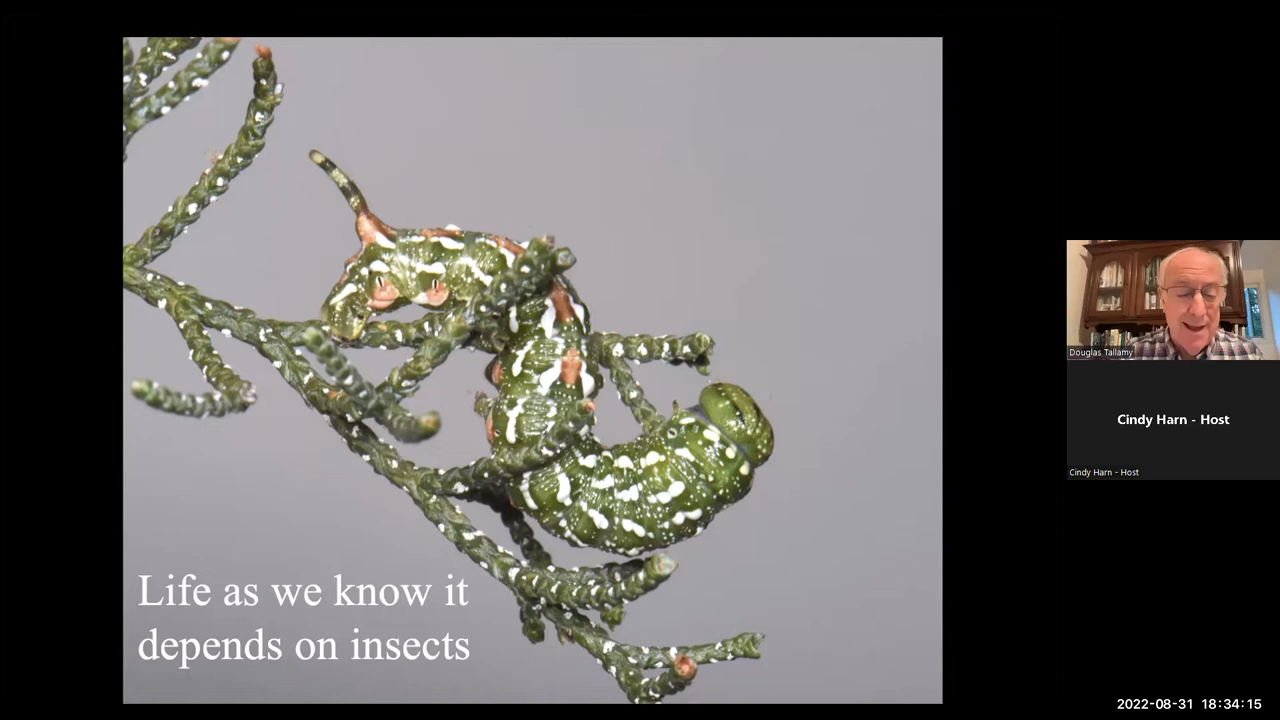 Life as we know it
depends on insects
Douglas Tallamy
Cindy Harn - Host
Cindy Harn - Host
2022-08-31 18:34:15